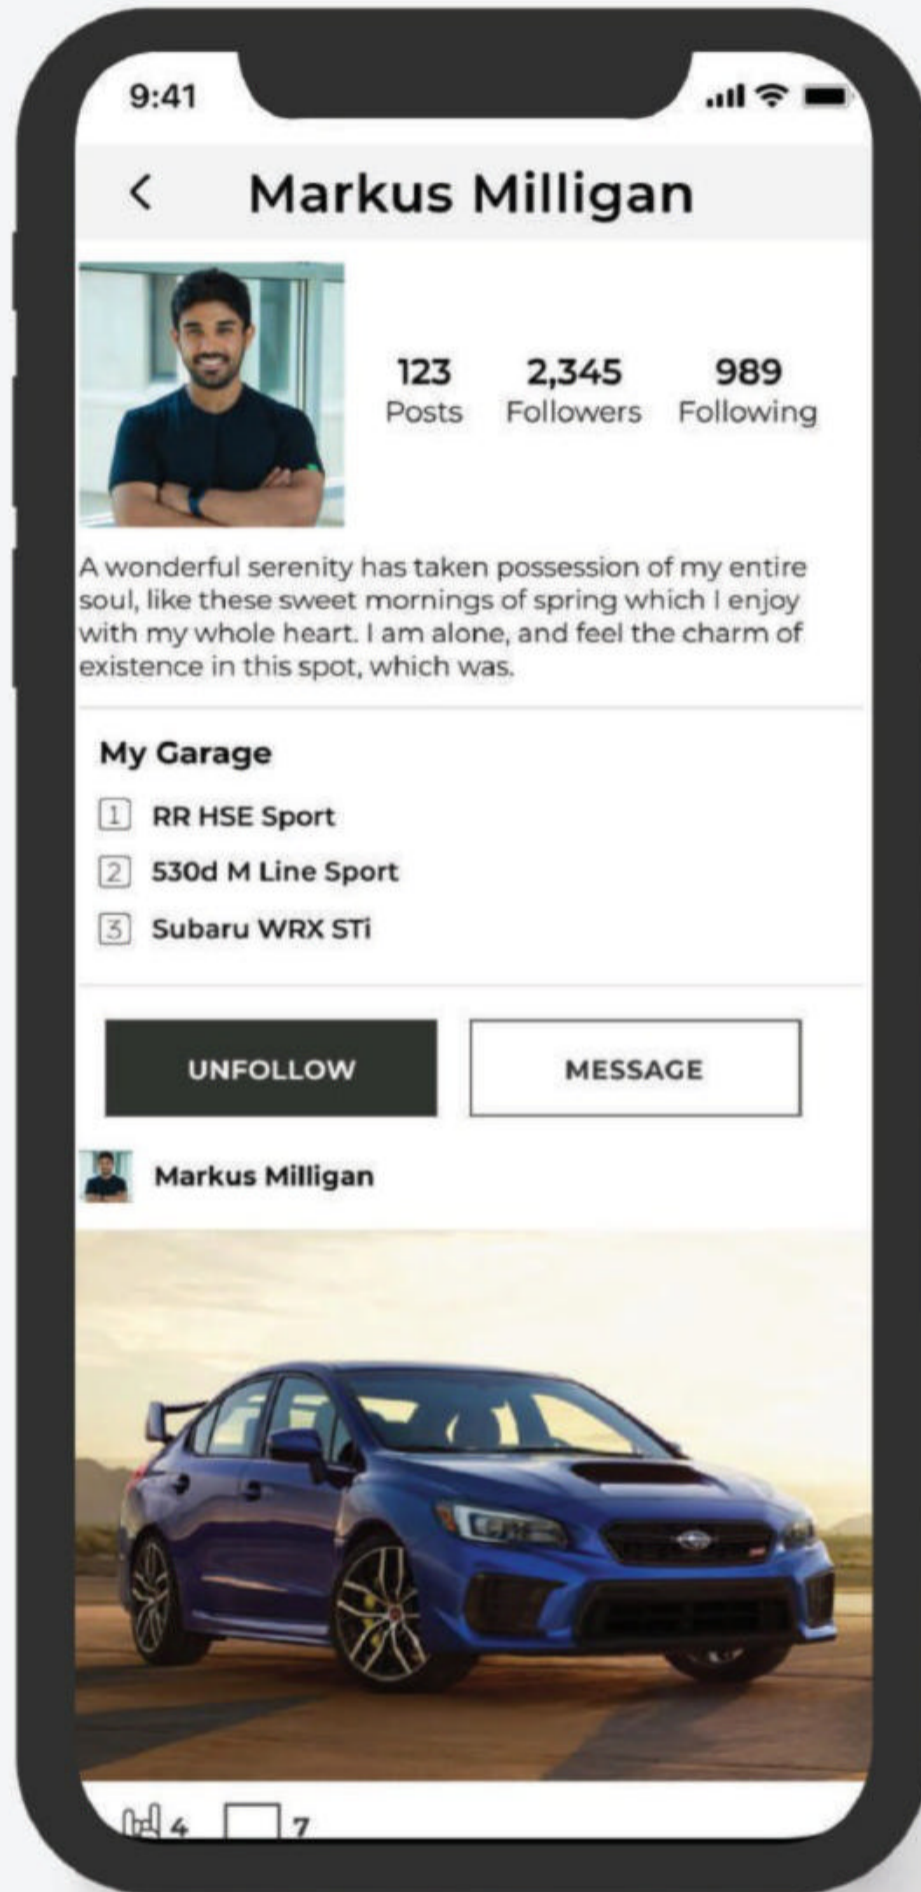 9:41
Markus Milligan
123 2,345 989
Posts Followers Following
A wonderful serenity has taken possession of my entire
soul, like these sweet mornings of spring which I enjoy
with my whole heart. I am alone, and feel the charm of
existence in this spot, which was.
My Garage
1 RR HSE Sport
2 530d M Line Sport
3 Subaru WRX STi
UNFOLLOW MESSAGE
Markus Milligan
4 7